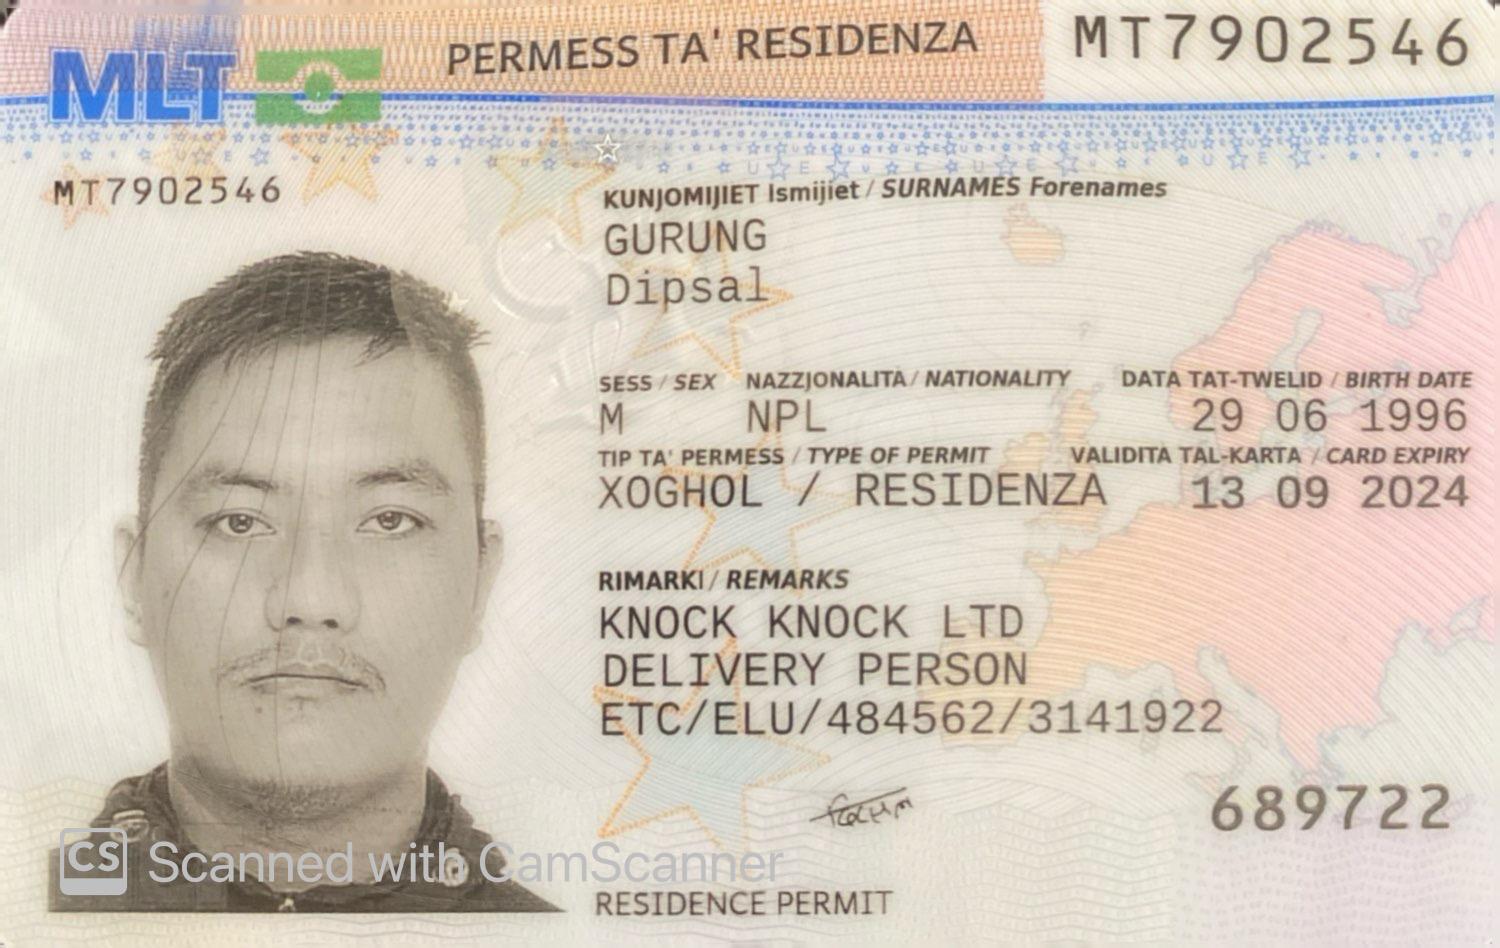 MLT
PERMESS TA' RESIDENZA
MT7902546
MT7902546
KUNJOMIJIET Ismijiet / SURNAMES Forenames
GURUNG
Dipsal
SESS / SEX NAZZJONALITÀ / NATIONALITY DATA TAT-TWELID / BIRTH DATE
M NPL 29 06 1996
TIP TA' PERMESS / TYPE OF PERMIT VALIDITÀ TAL-KARTA / CARD EXPIRY
XOGHOL / RESIDENZA 13 09 2024
RIMARKI / REMARKS
KNOCK KNOCK LTD
DELIVERY PERSON
ETC/ELU/484562/3141922
689722
CS Scanned with CamScanner
RESIDENCE PERMIT